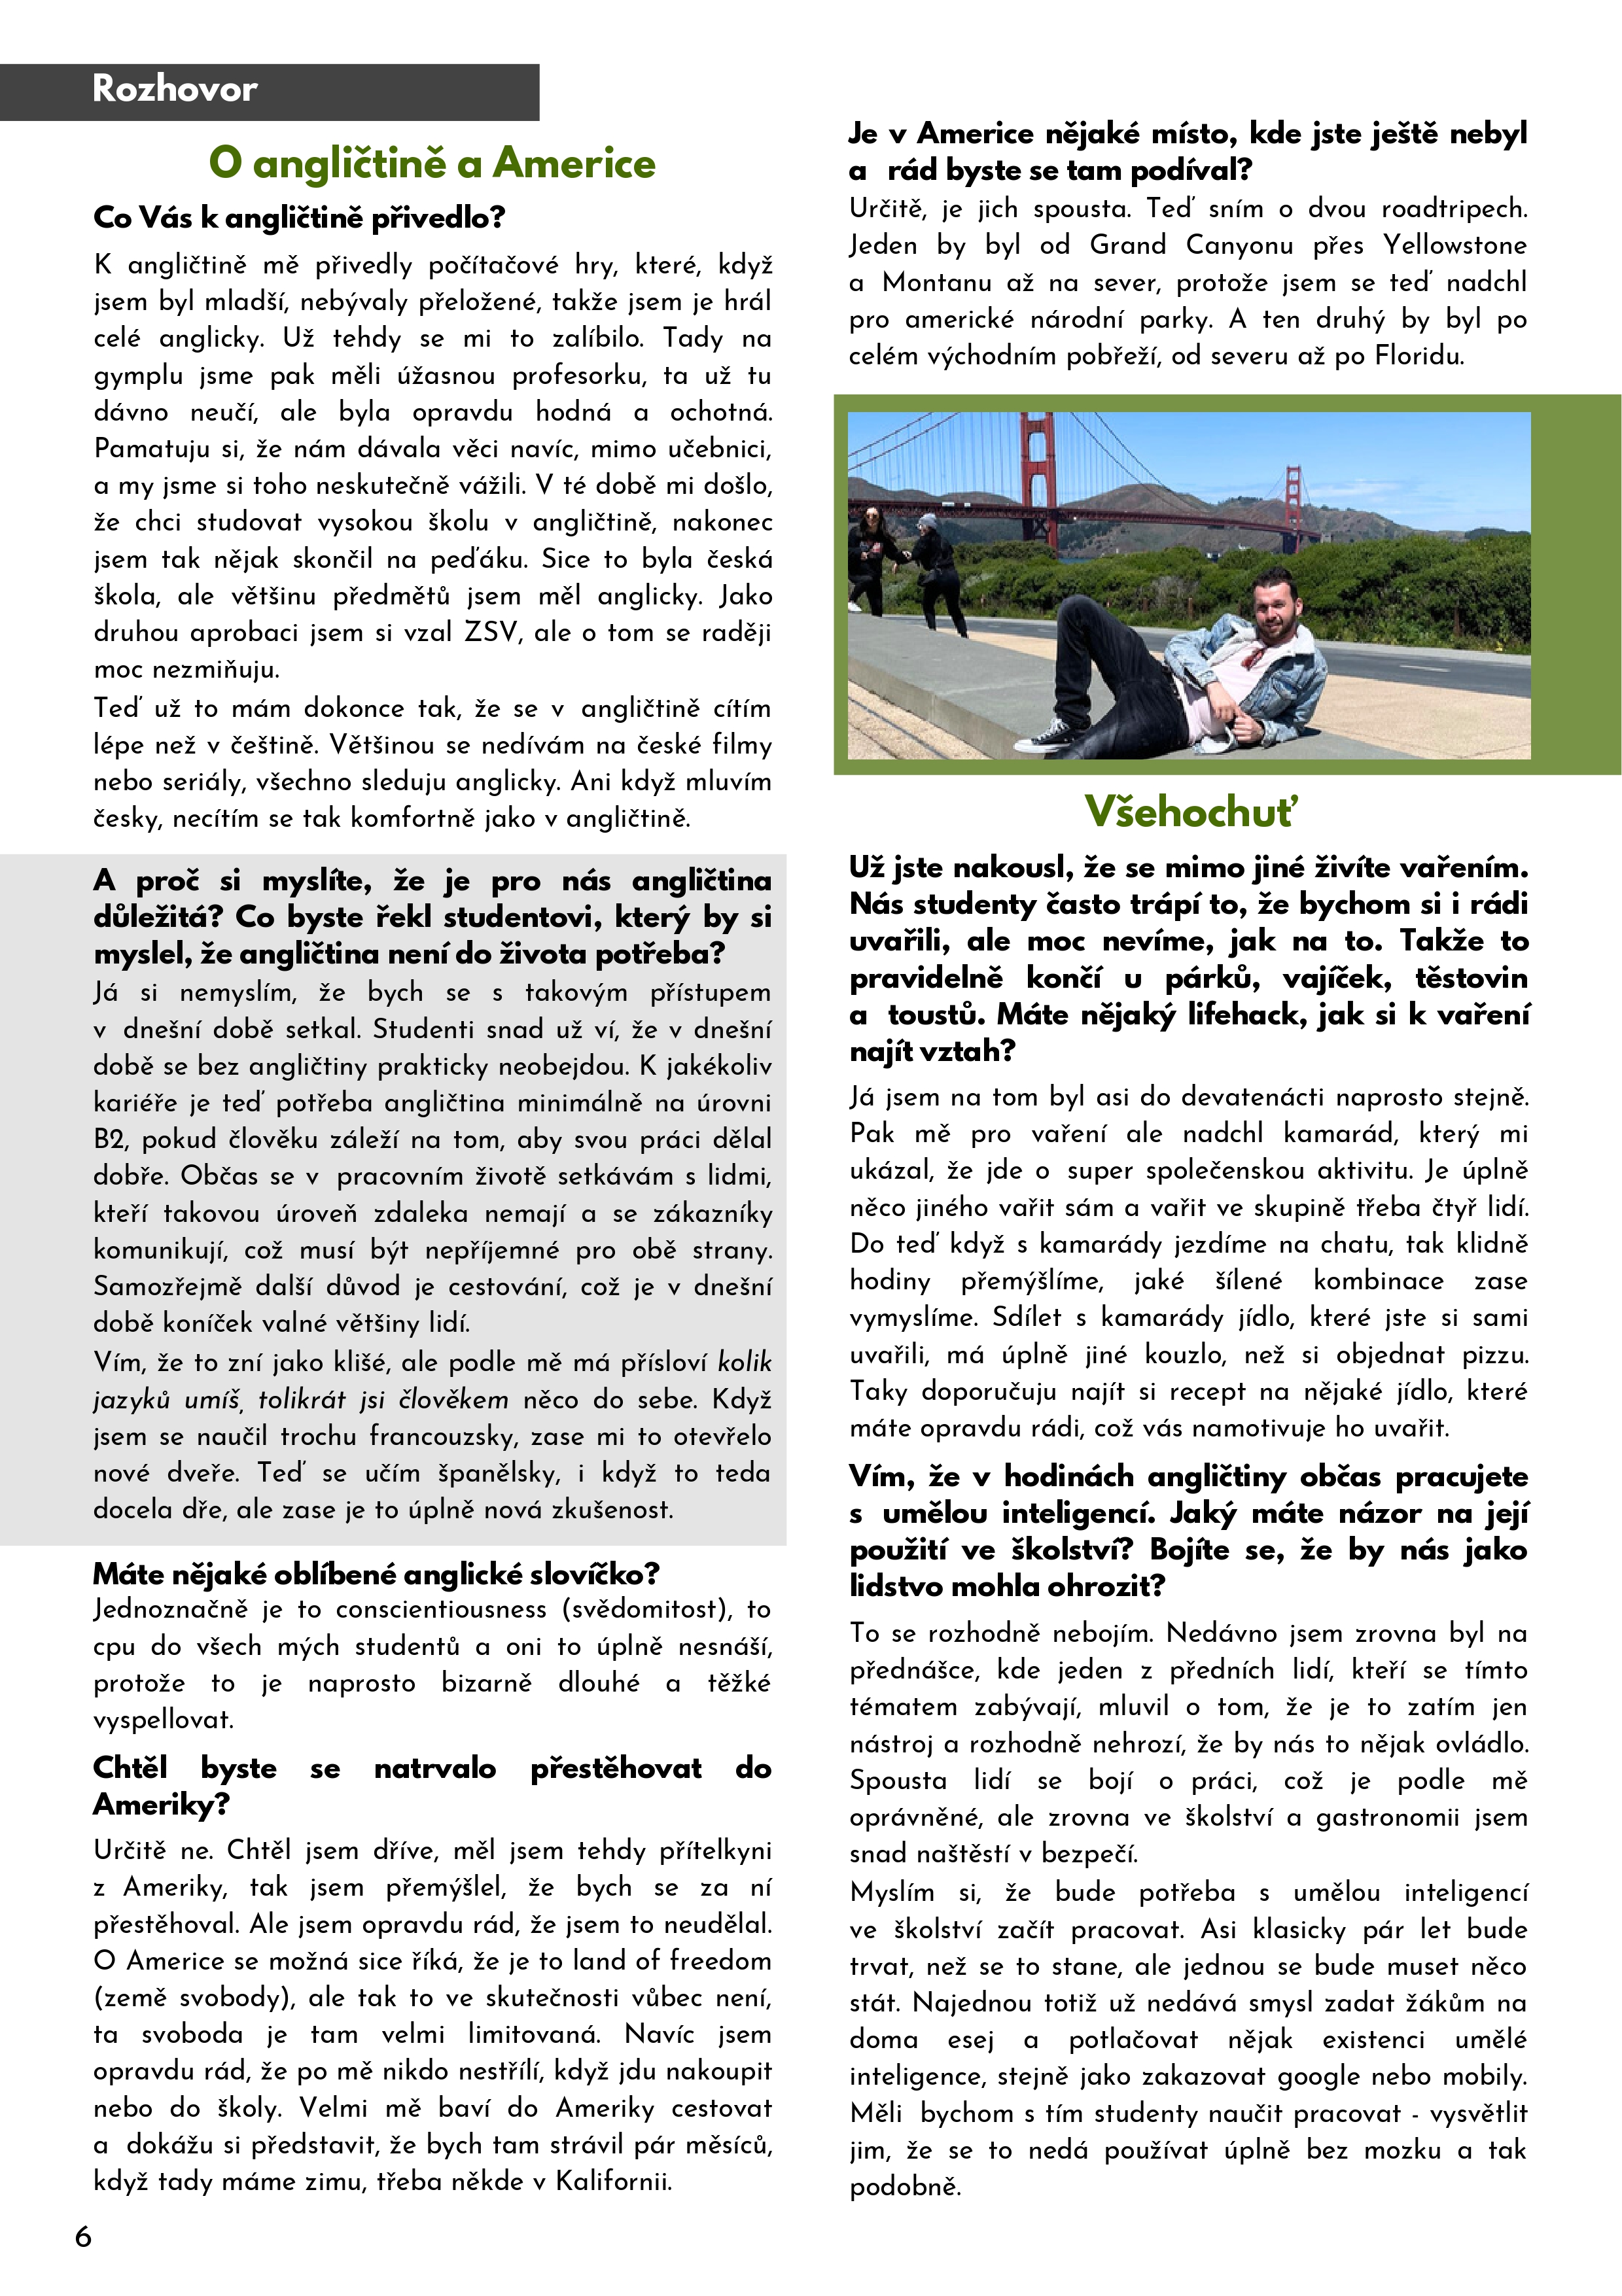 Rozhovor
O angličtině a Americe
Co Vás k angličtině přivedlo?
K angličtině mě přivedly počítačové hry, které, když
jsem byl mladší, nebývaly přeložené, takže jsem je hrál
celé anglicky. Už tehdy se mi to zalíbilo. Tady na
gymplu jsme pak měli úžasnou profesorku, ta už tu
dávno neučí, ale byla opravdu hodná a ochotná.
Pamatuju si, že nám dávala věci navíc, mimo učebnici,
a my jsme si toho neskutečně vážili. V té době mi došlo,
že chci studovat vysokou školu v angličtině, nakonec
jsem tak nějak skončil na peďáku. Sice to byla česká
škola, ale většinu předmětů jsem měl anglicky. Jako
druhou aprobaci jsem si vzal ZSV, ale o tom se raději
moc nezmiňuju.
Teď už to mám dokonce tak, že se v angličtině cítím
lépe než v češtině. Většinou se nedívám na české filmy
nebo seriály, všechno sleduju anglicky. Ani když mluvím
česky, necítím se tak komfortně jako v angličtině.
A proč si myslíte, že je pro nás angličtina
důležitá? Co byste řekl studentovi, který by si
myslel, že angličtina není do života potřeba?
Já si nemyslím, že bych se s takovým přístupem
v dnešní době setkal. Studenti snad už ví, že v dnešní
době se bez angličtiny prakticky neobejdou. K jakékoliv
kariéře je teď potřeba angličtina minimálně na úrovni
B2, pokud člověku záleží na tom, aby svou práci dělal
dobře. Občas se v pracovním životě setkávám s lidmi,
kteří takovou úroveň zdaleka nemají a se zákazníky
komunikují, což musí být nepříjemné pro obě strany.
Samozřejmě další důvod je cestování, což je v dnešní
době koníček valné většiny lidí.
Vím, že to zní jako klišé, ale podle mě má přísloví kolik
jazyků umíš, tolikrát jsi člověkem něco do sebe. Když
jsem se naučil trochu francouzsky, zase mi to otevřelo
nové dveře. Teď se učím španělsky, i když to teda
docela dře, ale zase je to úplně nová zkušenost.
Máte nějaké oblíbené anglické slovíčko?
Jednoznačně je to conscientiousness (svědomitost), to
cpu do všech mých studentů a oni to úplně nesnáší,
protože to je naprosto bizarně dlouhé a těžké
vyspellovat.
Chtěl byste se natrvalo přestěhovat do
Ameriky?
Určitě ne. Chtěl jsem dříve, měl jsem tehdy přítelkyni
z Ameriky, tak jsem přemýšlel, že bych se za ní
přestěhoval. Ale jsem opravdu rád, že jsem to neudělal.
O Americe se možná sice říká, že je to land of freedom
(země svobody), ale tak to ve skutečnosti vůbec není,
ta svoboda je tam velmi limitovaná. Navíc jsem
opravdu rád, že po mě nikdo nestřílí, když jdu nakoupit
nebo do školy. Velmi mě baví do Ameriky cestovat
a dokážu si představit, že bych tam strávil pár měsíců,
když tady máme zimu, třeba někde v Kalifornii.
Je v Americe nějaké místo, kde jste ještě nebyl
a rád byste se tam podíval?
Určitě, je jich spousta. Teď sním o dvou roadtripech.
Jeden by byl od Grand Canyonu přes Yellowstone
a Montanu až na sever, protože jsem se teď nadchl
pro americké národní parky. A ten druhý by byl po
celém východním pobřeží, od severu až po Floridu.
Všehochuť
Už jste nakousl, že se mimo jiné živíte vařením.
Nás studenty často trápí to, že bychom si i rádi
uvařili, ale moc nevíme, jak na to. Takže to
pravidelně končí u párků, vajíček, těstovin
a toustů. Máte nějaký lifehack, jak si k vaření
najít vztah?
Já jsem na tom byl asi do devatenácti naprosto stejně.
Pak mě pro vaření ale nadchl kamarád, který mi
ukázal, že jde o super společenskou aktivitu. Je úplně
něco jiného vařit sám a vařit ve skupině třeba čtyř lidí.
Do teď když s kamarády jezdíme na chatu, tak klidně
hodiny přemýšlíme, jaké šílené kombinace zase
vymyslíme. Sdílet s kamarády jídlo, které jste si sami
uvařili, má úplně jiné kouzlo, než si objednat pizzu.
Taky doporučuju najít si recept na nějaké jídlo, které
máte opravdu rádi, což vás namotivuje ho uvařit.
Vím, že v hodinách angličtiny občas pracujete
s umělou inteligencí. Jaký máte názor na její
použití ve školství? Bojíte se, že by nás jako
lidstvo mohla ohrozit?
To se rozhodně nebojím. Nedávno jsem zrovna byl na
přednášce, kde jeden z předních lidí, kteří se tímto
tématem zabývají, mluvil o tom, že je to zatím jen
nástroj a rozhodně nehrozí, že by nás to nějak ovládlo.
Spousta lidí se bojí o práci, což je podle mě
oprávněné, ale zrovna ve školství a gastronomii jsem
snad naštěstí v bezpečí.
Myslím si, že bude potřeba s umělou inteligencí
ve školství začít pracovat. Asi klasicky pár let bude
trvat, než se to stane, ale jednou se bude muset něco
stát. Najednou totiž už nedává smysl zadat žákům na
doma esej a potlačovat nějak existenci umělé
inteligence, stejně jako zakazovat google nebo mobily.
Měli bychom s tím studenty naučit pracovat - vysvětlit
jim, že se to nedá používat úplně bez mozku a tak
podobně.
6